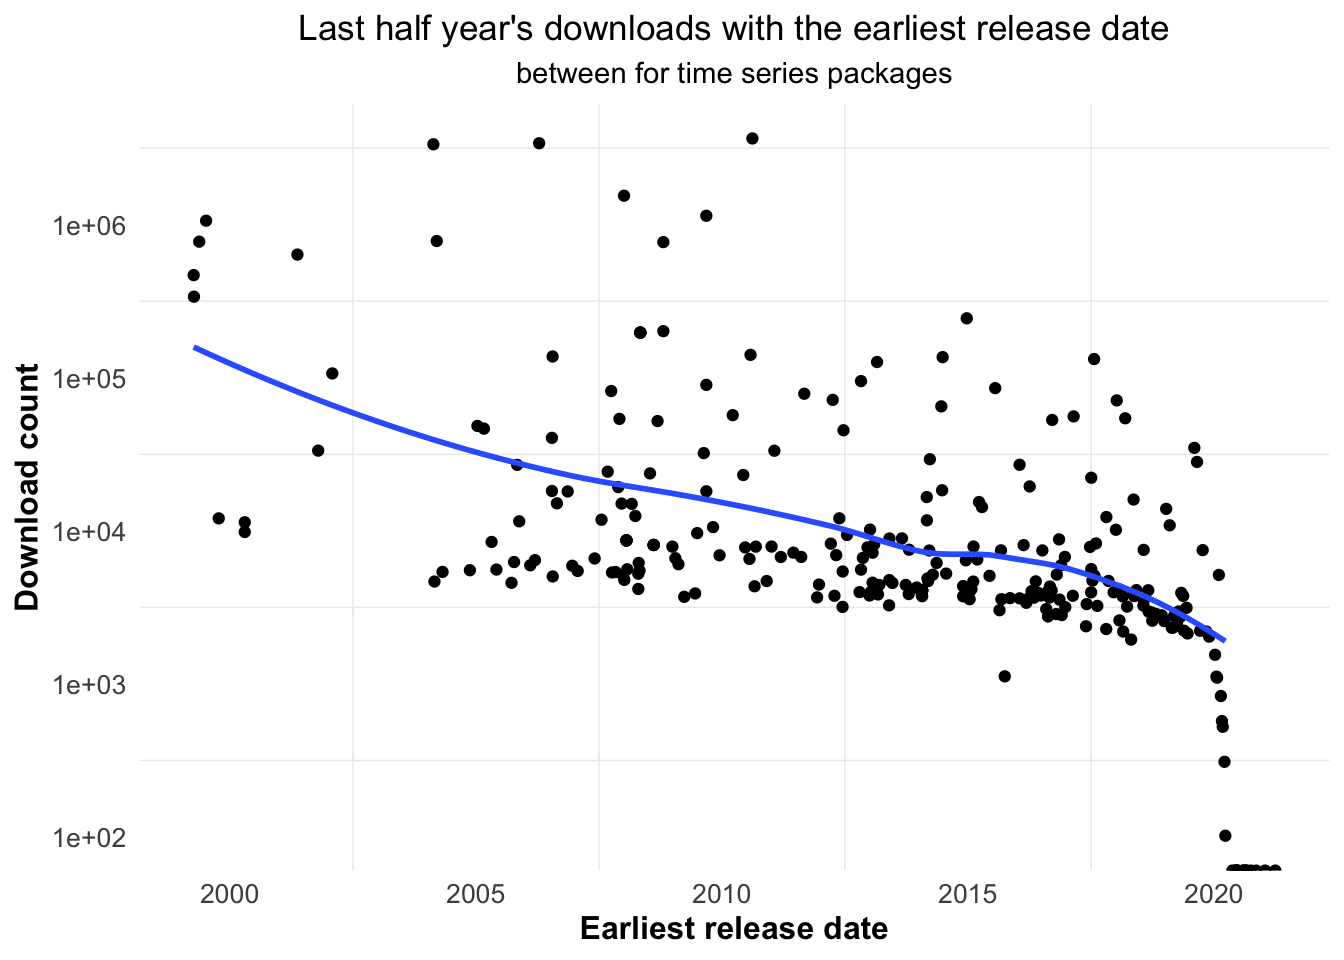 Last half year's downloads with the earliest release date
between for time series packages
Download count
1e+06
1e+05
1e+04
1e+03
1e+02
2000 2005 2010 2015 2020
Earliest release date